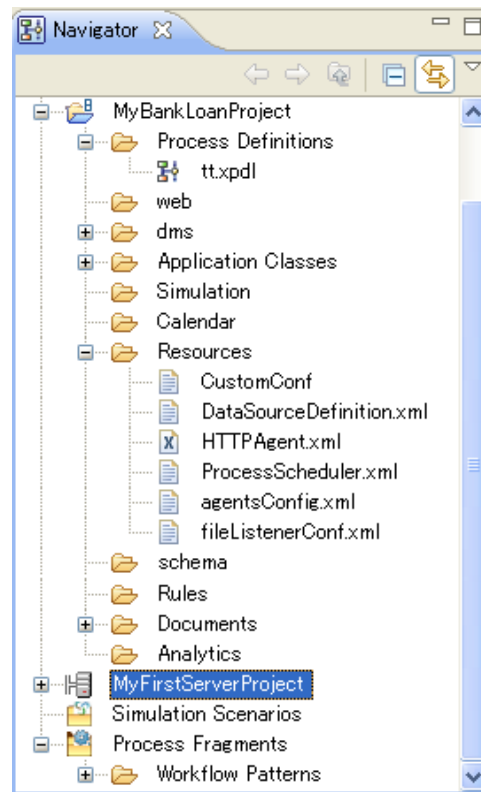 Navigator
MyBankLoanProject
Process Definitions
tt.xpdl
web
dms
Application Classes
Simulation
Calendar
Resources
CustomConf
DataSourceDefinition.xml
HTTPAgent.xml
ProcessScheduler.xml
agentsConfig.xml
fileListenerConf.xml
schema
Rules
Documents
Analytics
MyFirstServerProject
Simulation Scenarios
Process Fragments
Workflow Patterns